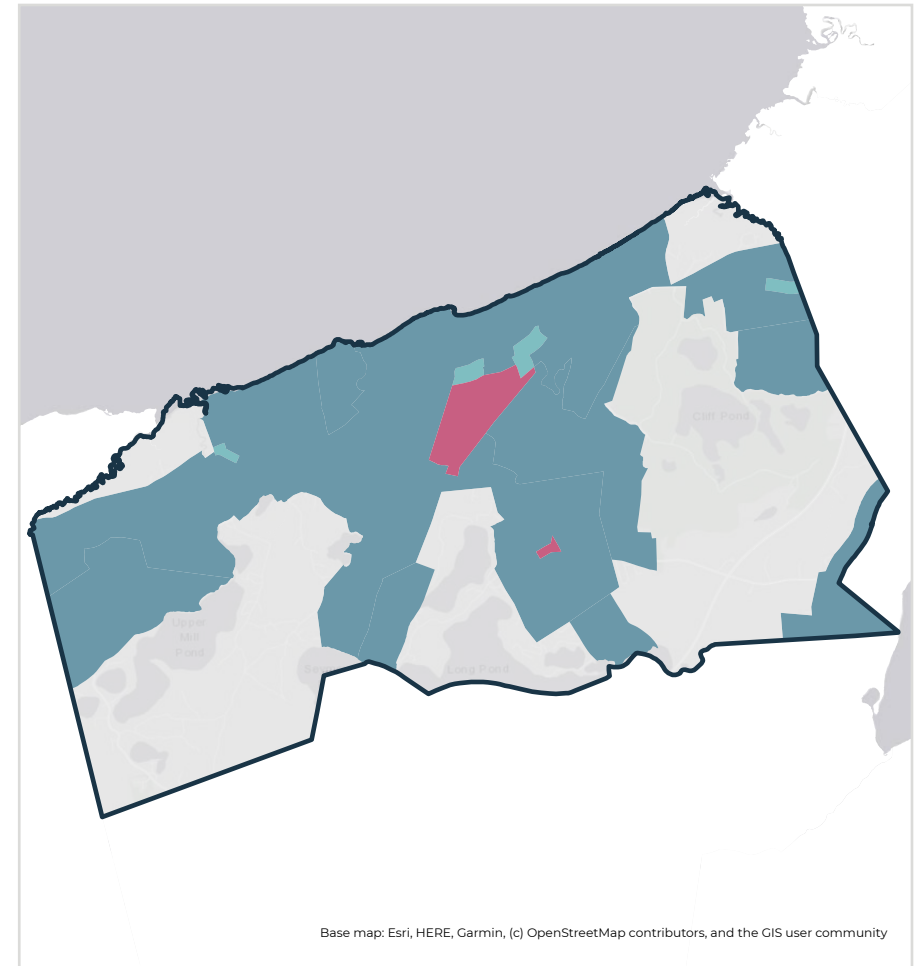 Upper
Mill
Pond
Long Pond
Base map: Esri, HERE, Garmin, (c) OpenStreetMap contributors, and the GIS user community